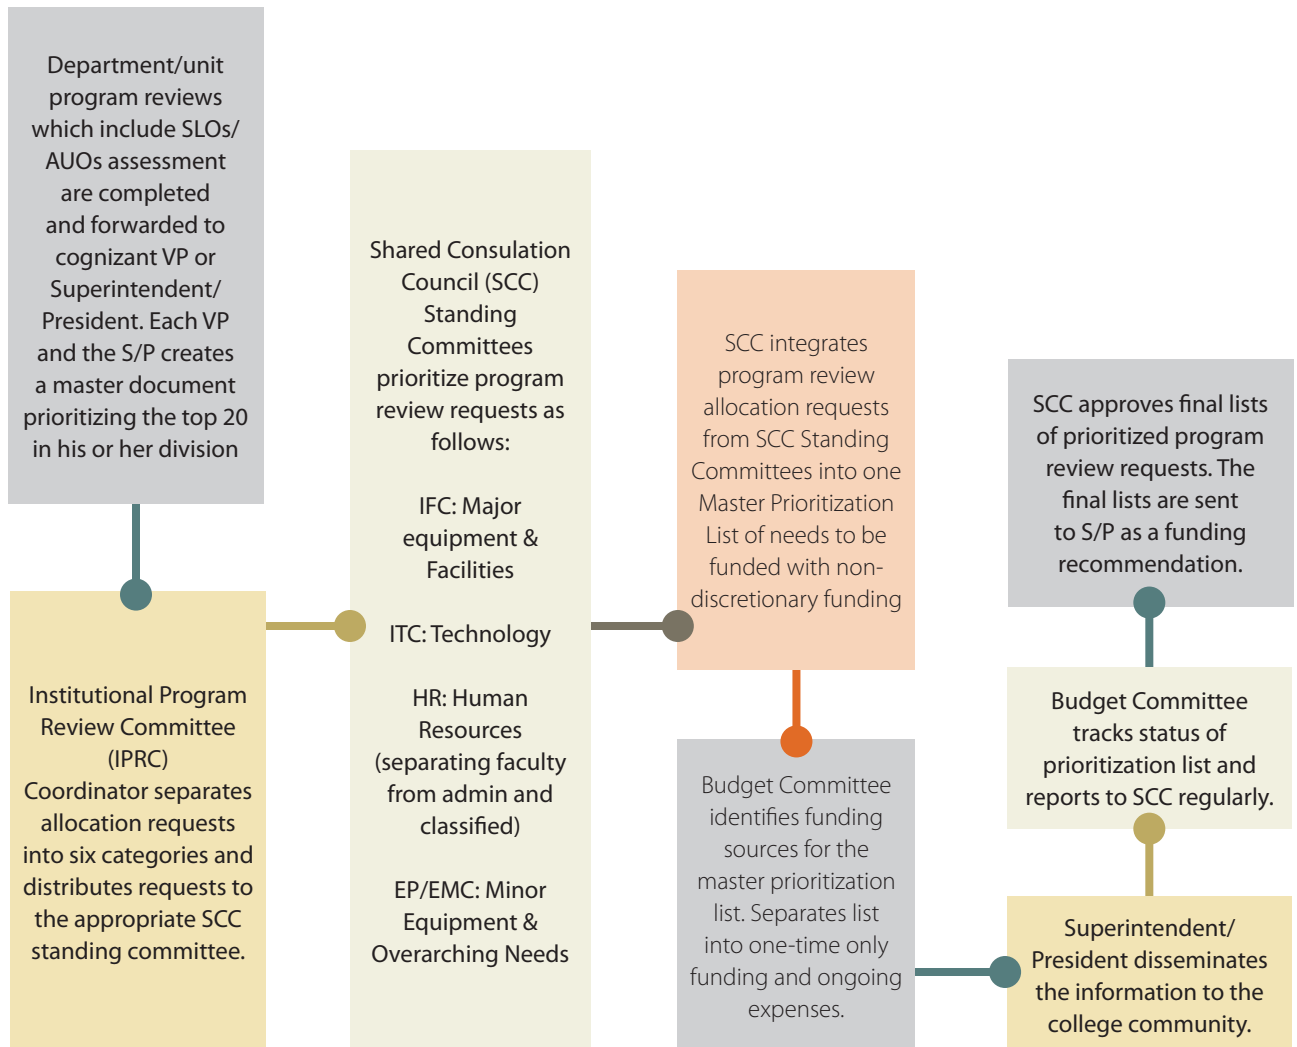 Department/unit
program reviews
which include SLOs/
AUOs assessment
are completed
and forwarded to
cognizant VP or
Superintendent/
President. Each VP
and the S/P creates
a master document
prioritizing the top 20
in his or her division
Institutional Program
Review Committee
(IPRC)
Coordinator separates
allocation requests
into six categories and
distributes requests to
the appropriate SCC
standing committee.
Shared Consulation
Council (SCC)
Standing
Committees
prioritize program
review requests as
follows:
IFC: Major
equipment &
Facilities
ITC: Technology
HR: Human
Resources
(separating faculty
from admin and
classified)
EP/EMC: Minor
Equipment &
Overarching Needs
SCC integrates
program review
allocation requests
from SCC Standing
Committees into one
Master Prioritization
List of needs to be
funded with non-
discretionary funding
Budget Committee
identifies funding
sources for the
master prioritization
list. Separates list
into one-time only
funding and ongoing
expenses.
Superintendent/
President disseminates
the information to the
college community.
Budget Committee
tracks status of
prioritization list and
reports to SCC regularly.
SCC approves final lists
of prioritized program
review requests. The
final lists are sent
to S/P as a funding
recommendation.